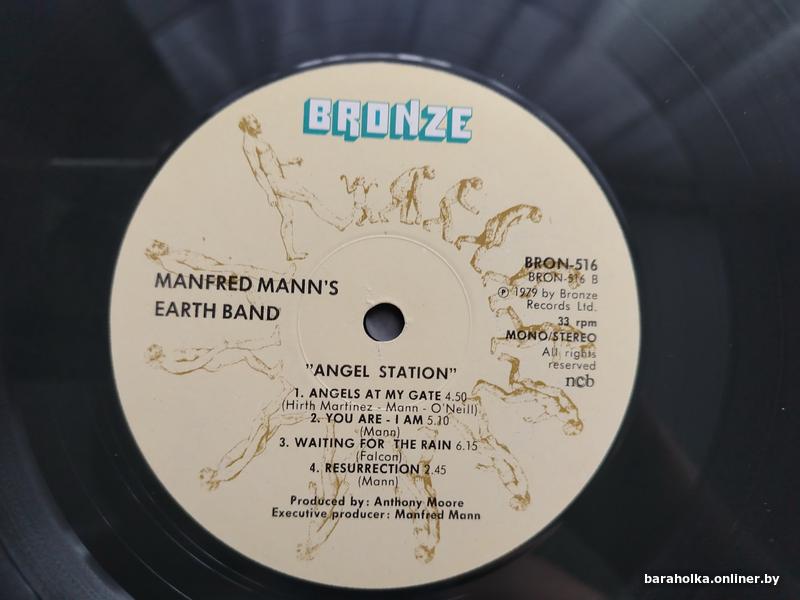 BRONZE
MANFRED MANN'S
EARTH BAND
BRON-516
BRON-516 B
Ⓟ 1979 by Bronze
Records Ltd.
33 rpm
MONO/STEREO
All rights
reserved
ncb
"ANGEL STATION"
1. ANGELS AT MY GATE 4.50
(Hirth Martinez - Mann - O'Neill)
2. YOU ARE - I AM 5.10
(Mann)
3. WAITING FOR THE RAIN 6.15
(Falcon)
4. RESURRECTION 2.45
(Mann)
Produced by: Anthony Moore
Executive producer: Manfred Mann
baraholka.onliner.by